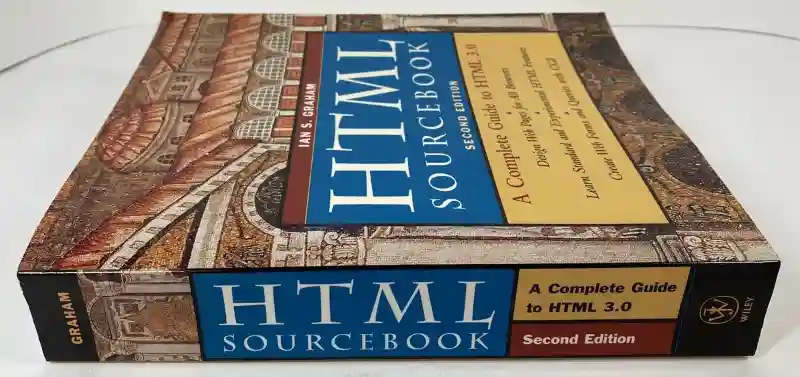 IAN S. GRAHAM
HTML
SOURCEBOOK
SECOND EDITION
A Complete Guide to HTML 3.0
Design Web Pages for All Browsers
Learn Standard and Experimental HTML Features
Create Web Forms and Queries with CGI
GRAHAM
HTML
SOURCEBOOK
A Complete Guide
to HTML 3.0
Second Edition
WILEY